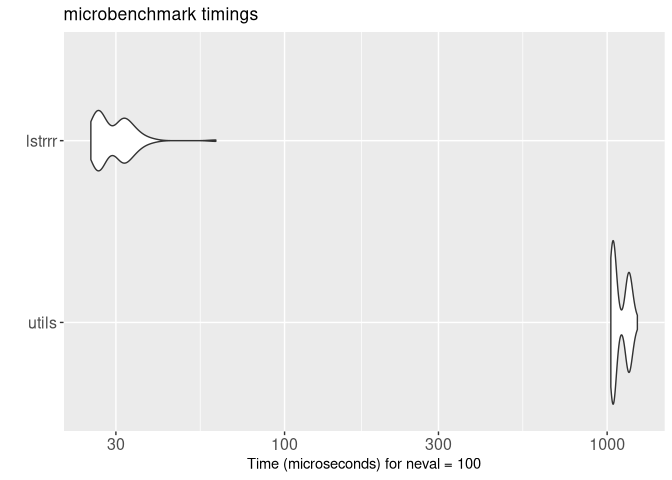 microbenchmark timings
lstrrr
utils
30 100 300 1000
Time (microseconds) for neval = 100